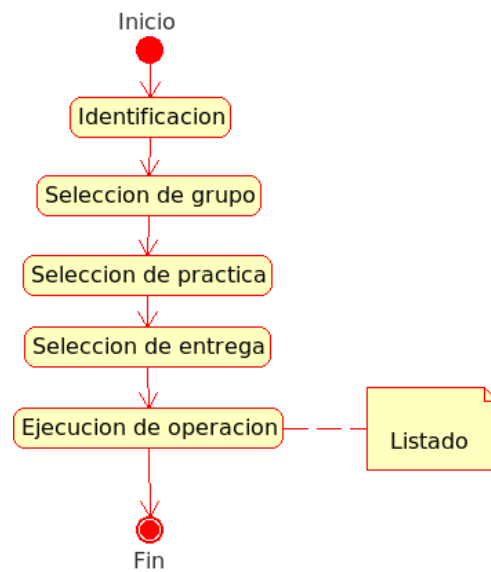 Inicio
Identificacion
Seleccion de grupo
Seleccion de practica
Seleccion de entrega
Ejecucion de operacion
Listado
Fin